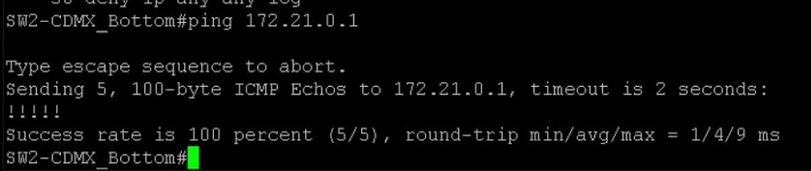 deny ip any any log
SW2-CDMX_Bottom#ping 172.21.0.1
Type escape sequence to abort.
Sending 5, 100-byte ICMP Echos to 172.21.0.1, timeout is 2 seconds:
!!!!!
Success rate is 100 percent (5/5), round-trip min/avg/max = 1/4/9 ms
SW2-CDMX_Bottom#